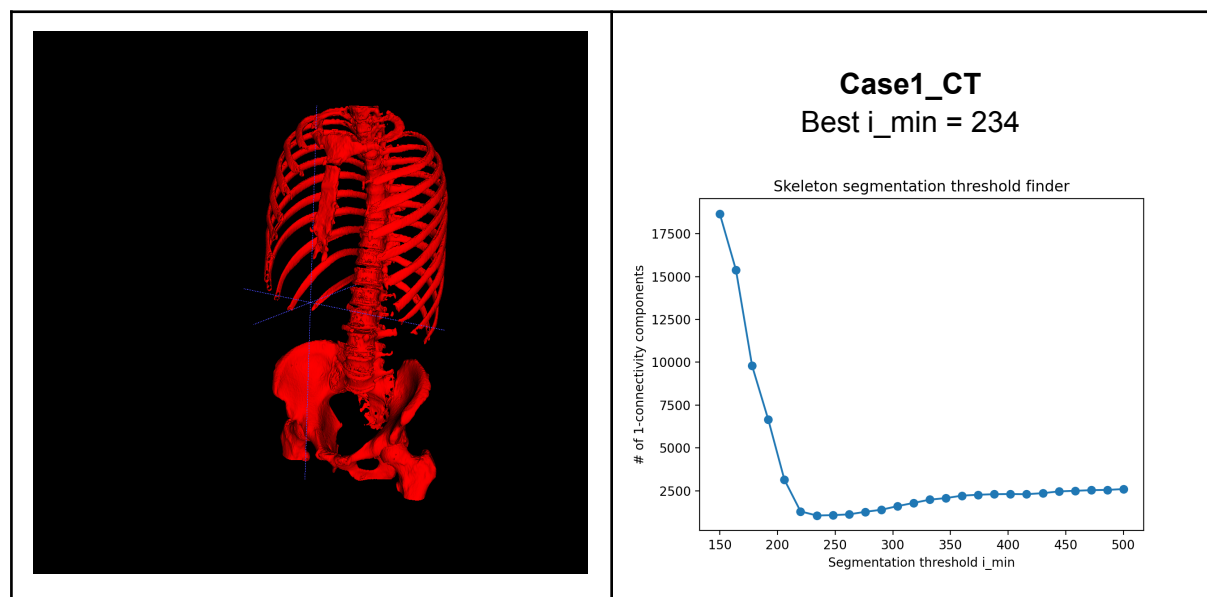 Case1_CT
Best i_min = 234
Skeleton segmentation threshold finder
# of 1-connectivity components
17500
15000
12500
10000
7500
5000
2500
150 200 250 300 350 400 450 500
Segmentation threshold i_min